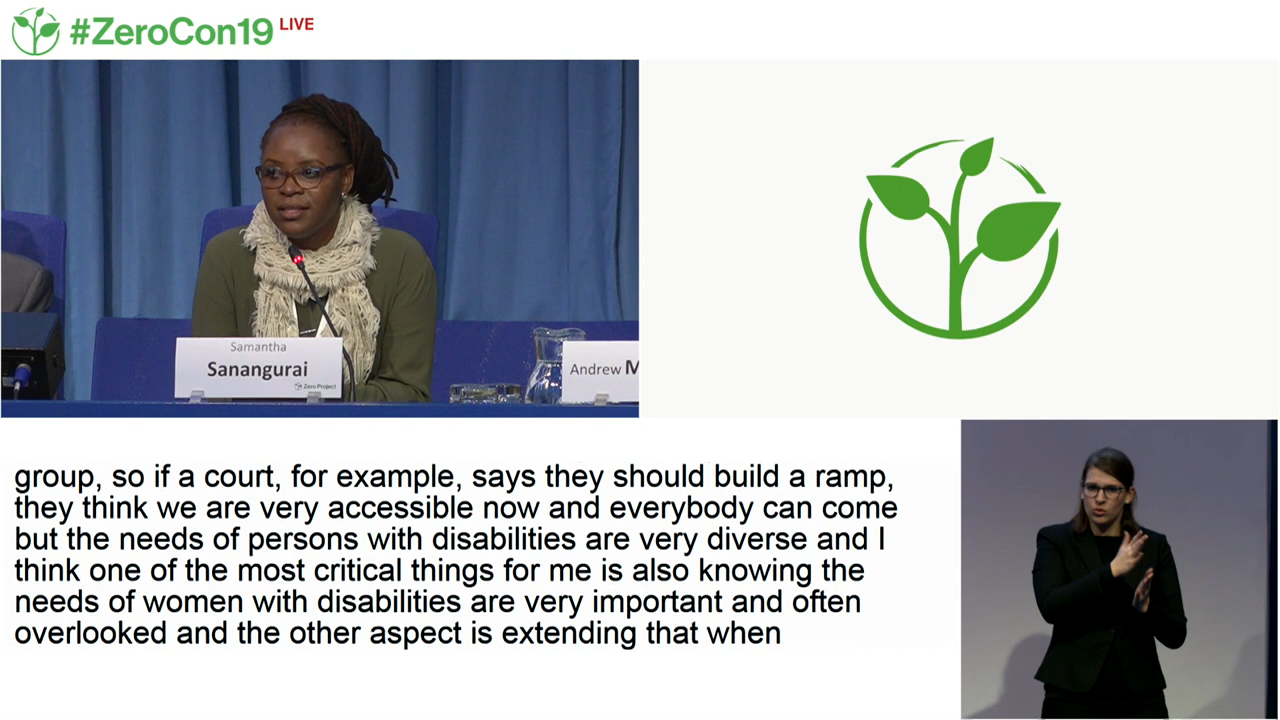 #ZeroCon19 LIVE
Samantha
Sanangurai
Zero Project
Andrew M
group, so if a court, for example, says they should build a ramp,
they think we are very accessible now and everybody can come
but the needs of persons with disabilities are very diverse and I
think one of the most critical things for me is also knowing the
needs of women with disabilities are very important and often
overlooked and the other aspect is extending that when